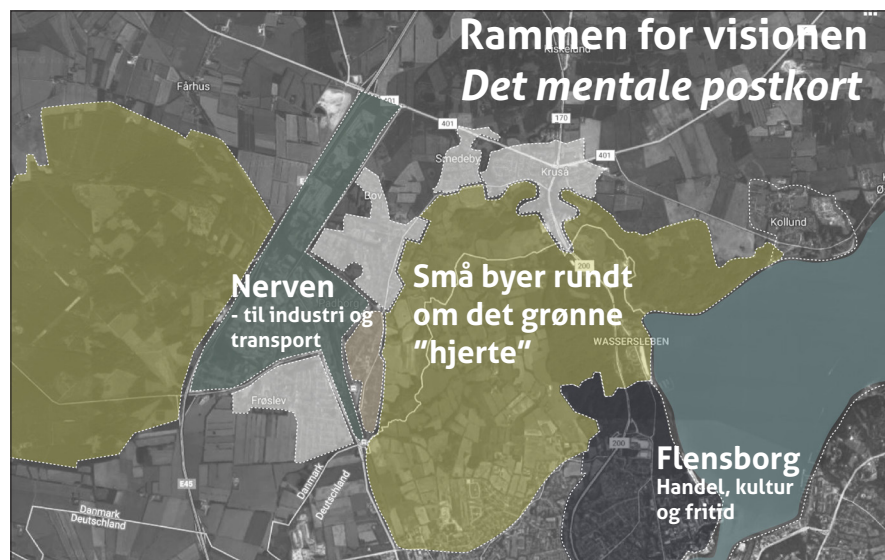 Rammen for visionen
Det mentale postkort
Fårhus
401
170
401
Smedeby
401
Kruså
Bov
Kollund
200
Nerven
- til industri og
transport
Små byer rundt
om det grønne
"hjerte"
WASSERSLEBEN
Frøslev
200
Flensborg
Handel, kultur
og fritid
E45
Danmark
Deutschland
Danmark
Deutschland